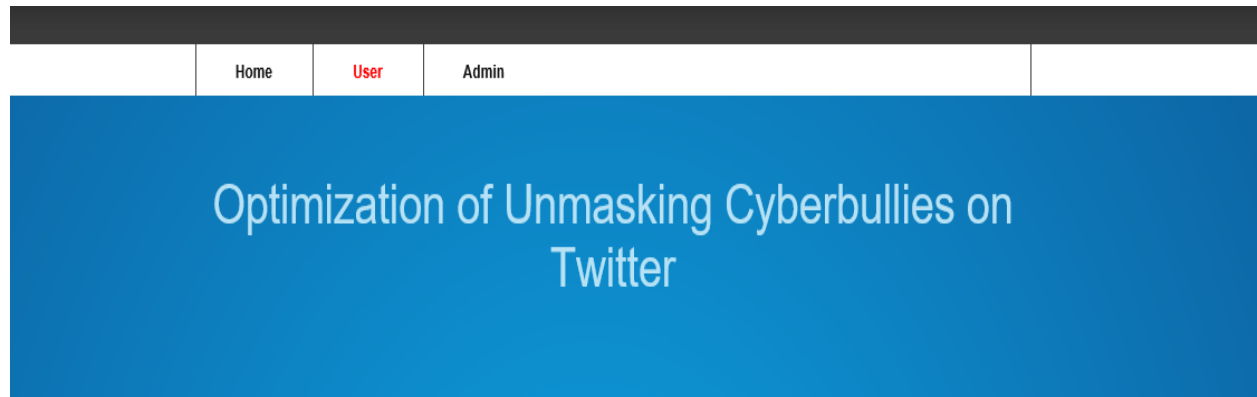 Home User Admin
Optimization of Unmasking Cyberbullies on
Twitter